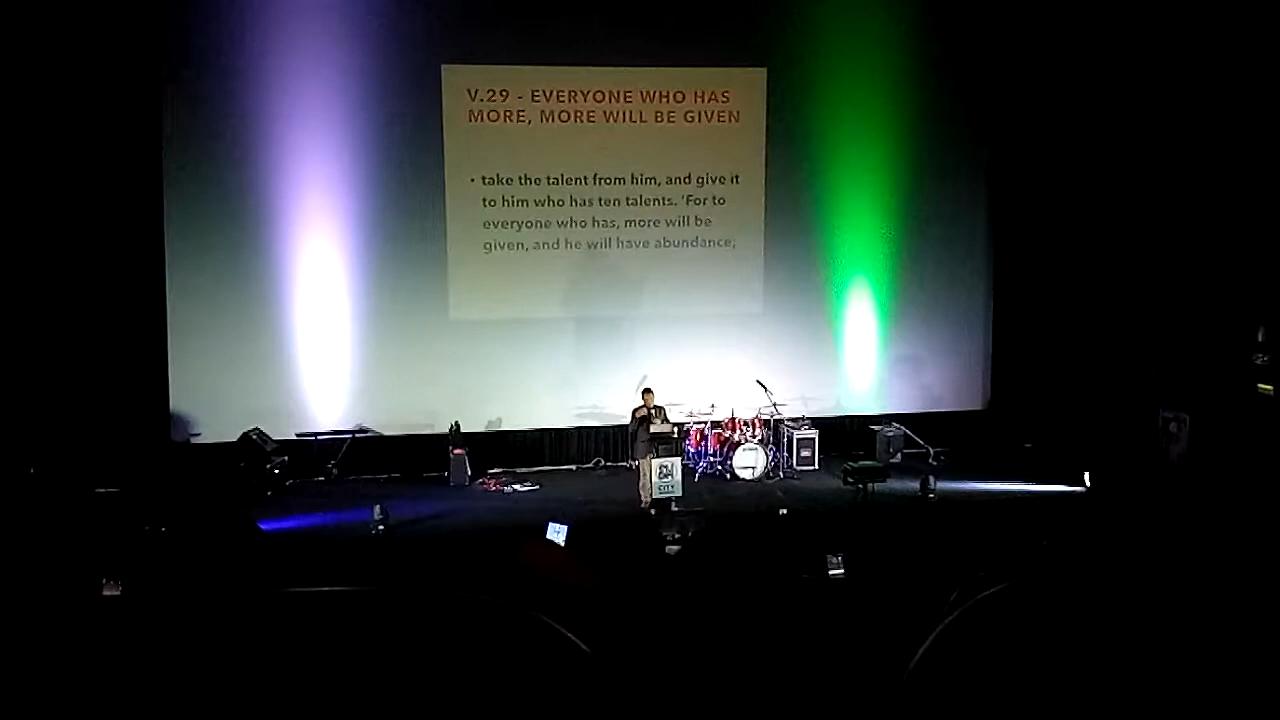 V.29 - EVERYONE WHO HAS
MORE, MORE WILL BE GIVEN
• take the talent from him, and give it
to him who has ten talents. 'For to
everyone who has, more will be
given, and he will have abundance;
CITY